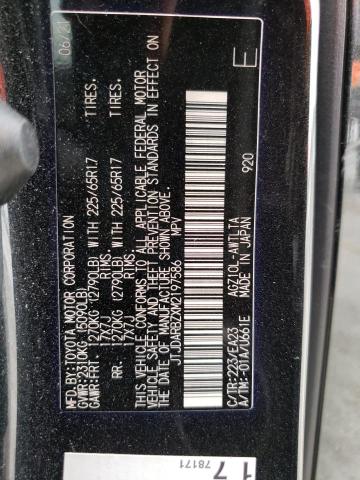 MFD.BY:TOYOTA MOTOR CORPORATION 06/21
GVWR:2310KG (5090LB)
GAWR:FRT. 1270KG (2790LB) WITH 225/65R17 TIRES.
17X7J RIMS.
RR. 1270KG (2790LB) WITH 225/65R17 TIRES.
17X7J RIMS.
THIS VEHICLE CONFORMS TO ALL APPLICABLE FEDERAL MOTOR
VEHICLE SAFETY AND THEFT PREVENTION STANDARDS IN EFFECT ON
THE DATE OF MANUFACTURE SHOWN ABOVE.
MPV
C/TR:223/EA23 AGZ10L-AWTLTA E
A/TM:-01A/U661E MADE IN JAPAN 920
17
78171